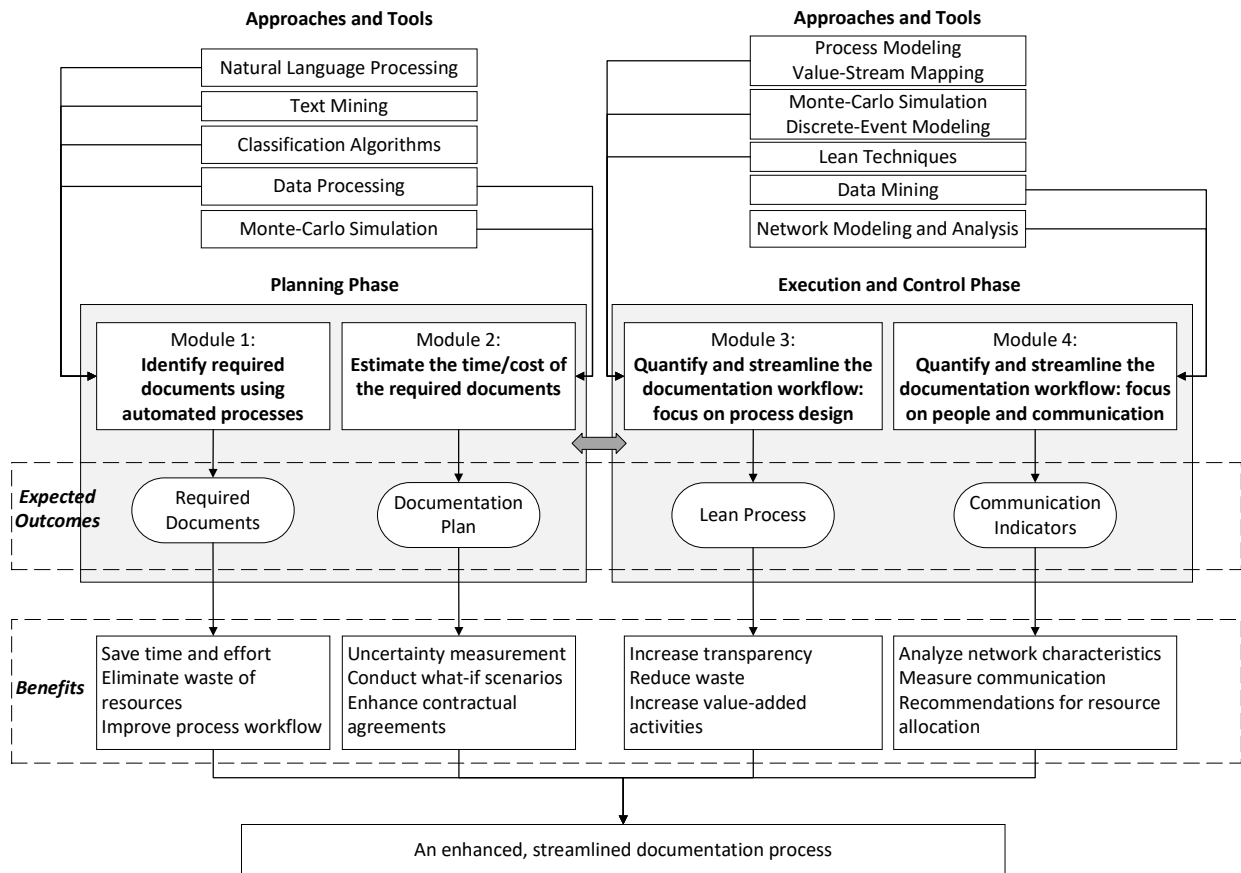 Approaches and Tools
Natural Language Processing
Text Mining
Classification Algorithms
Data Processing
Monte-Carlo Simulation
Approaches and Tools
Process Modeling
Value-Stream Mapping
Monte-Carlo Simulation
Discrete-Event Modeling
Lean Techniques
Data Mining
Network Modeling and Analysis
Planning Phase
Module 1:
Identify required
documents using
automated processes
Module 2:
Estimate the time/cost of
the required documents
Execution and Control Phase
Module 3:
Quantify and streamline the
documentation workflow:
focus on process design
Module 4:
Quantify and streamline the
documentation workflow: focus
on people and communication
Expected
Outcomes
Required
Documents
Documentation
Plan
Lean Process
Communication
Indicators
Benefits
Save time and effort
Eliminate waste of
resources
Improve process workflow
Uncertainty measurement
Conduct what-if scenarios
Enhance contractual
agreements
Increase transparency
Reduce waste
Increase value-added
activities
Analyze network characteristics
Measure communication
Recommendations for resource
allocation
An enhanced, streamlined documentation process